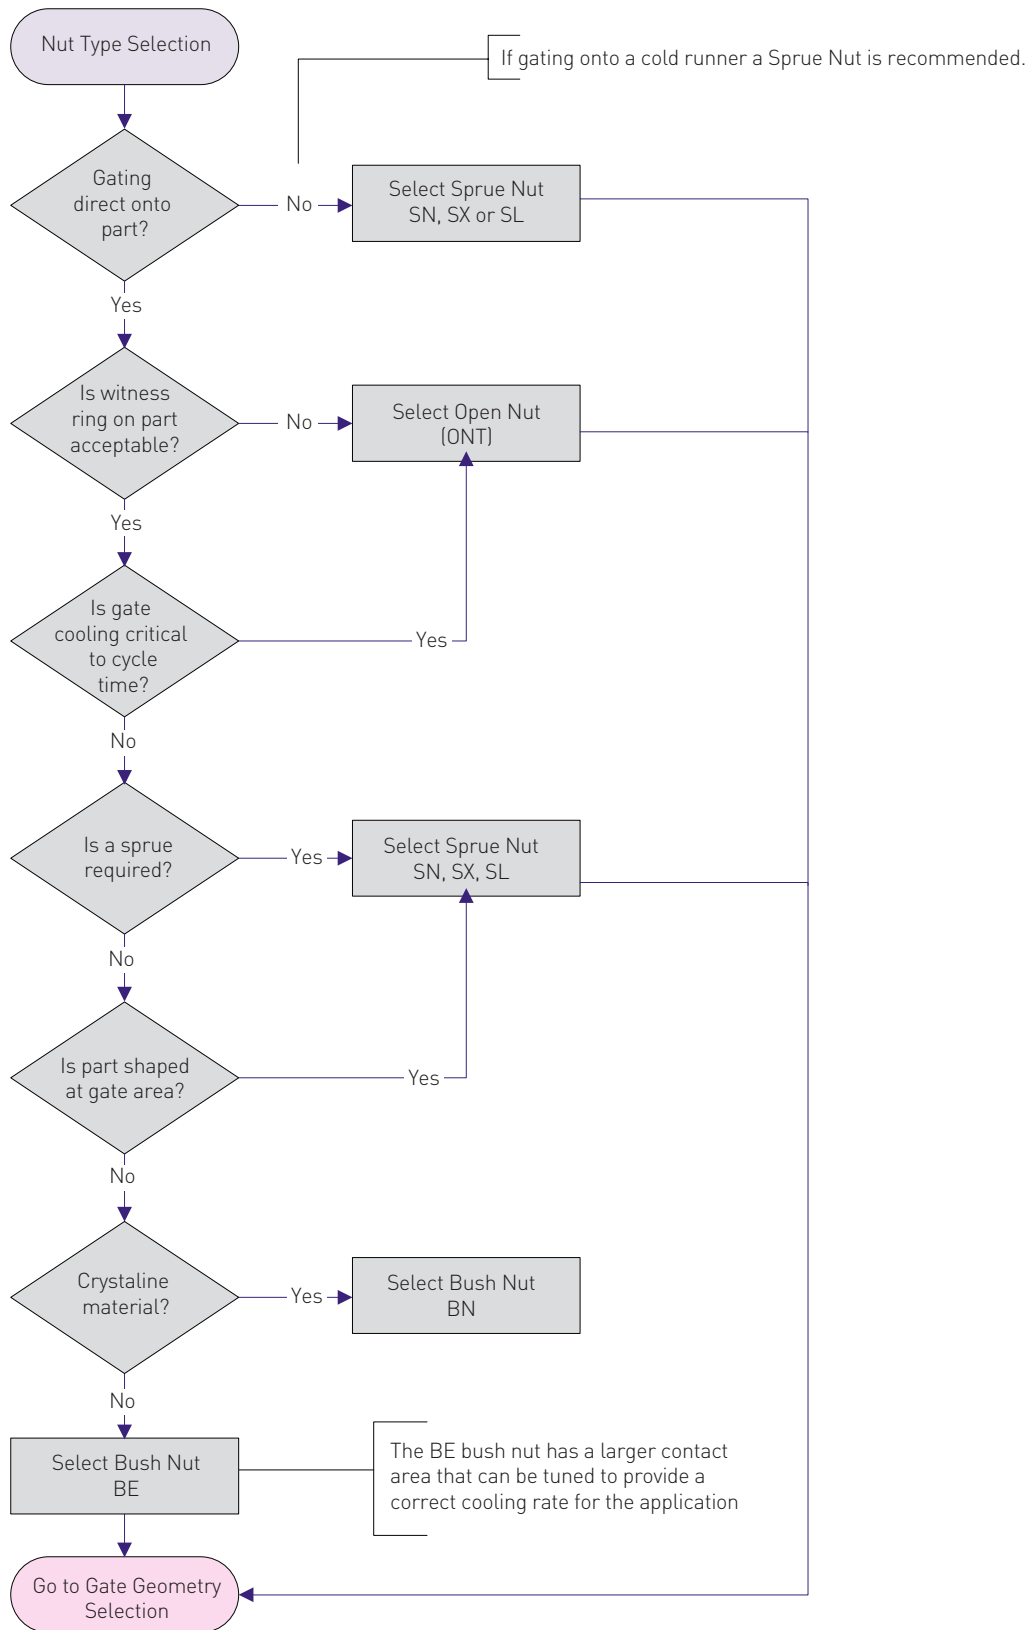 Nut Type Selection
If gating onto a cold runner a Sprue Nut is recommended.
Gating
direct onto
part?
No
Select Sprue Nut
SN, SX or SL
Yes
Is witness
ring on part
acceptable?
No
Select Open Nut
(ONT)
Yes
Is gate
cooling critical
to cycle
time?
Yes
No
Is a sprue
required?
Yes
Select Sprue Nut
SN, SX, SL
No
Is part shaped
at gate area?
Yes
No
Crystaline
material?
Yes
Select Bush Nut
BN
No
Select Bush Nut
BE
The BE bush nut has a larger contact
area that can be tuned to provide a
correct cooling rate for the application
Go to Gate Geometry
Selection